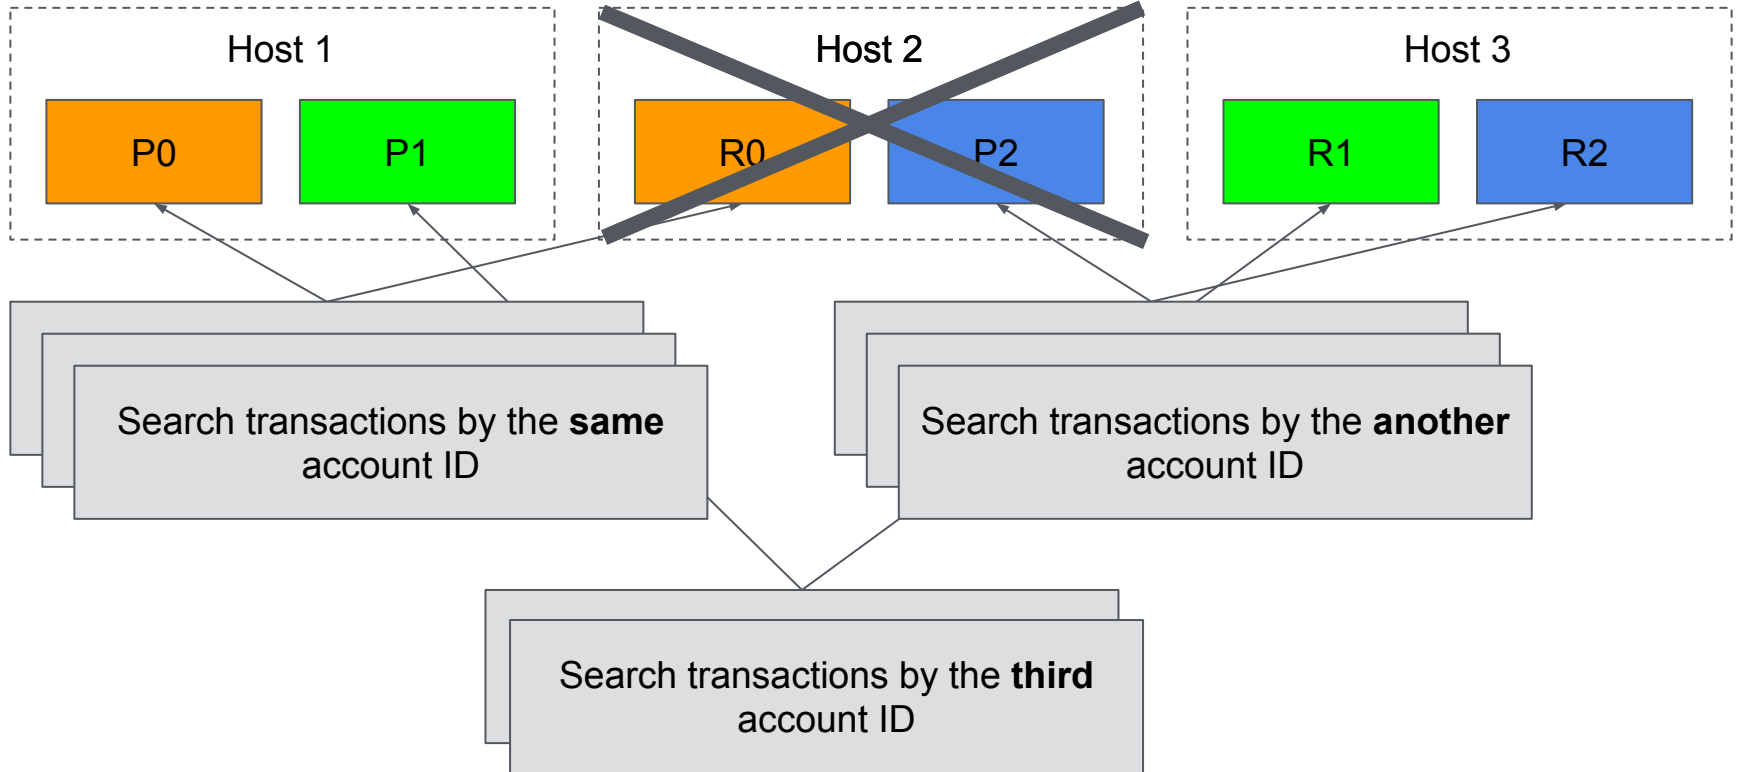 Host 1
Host 2
Host 3
P0
P1
R0
P2
R1
R2
Search transactions by the same
account ID
Search transactions by the another
account ID
Search transactions by the third
account ID